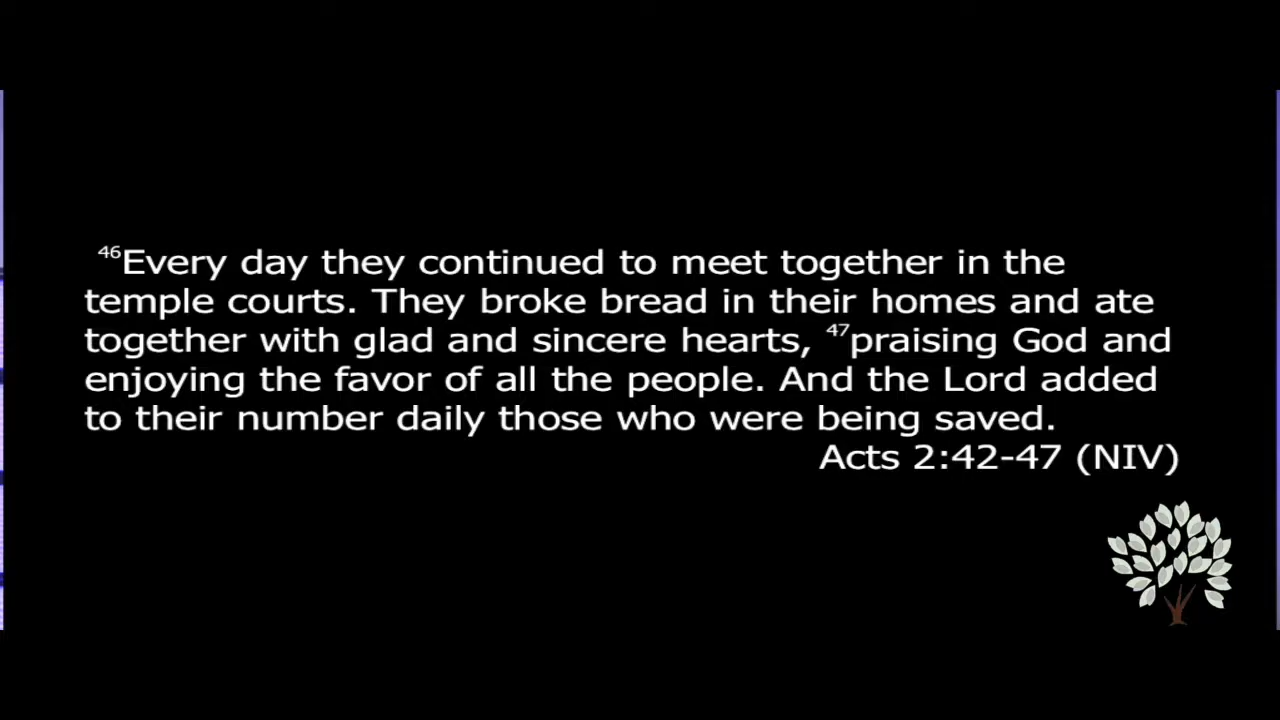 ⁴⁶Every day they continued to meet together in the
temple courts. They broke bread in their homes and ate
together with glad and sincere hearts, ⁴⁷praising God and
enjoying the favor of all the people. And the Lord added
to their number daily those who were being saved.
Acts 2:42-47 (NIV)